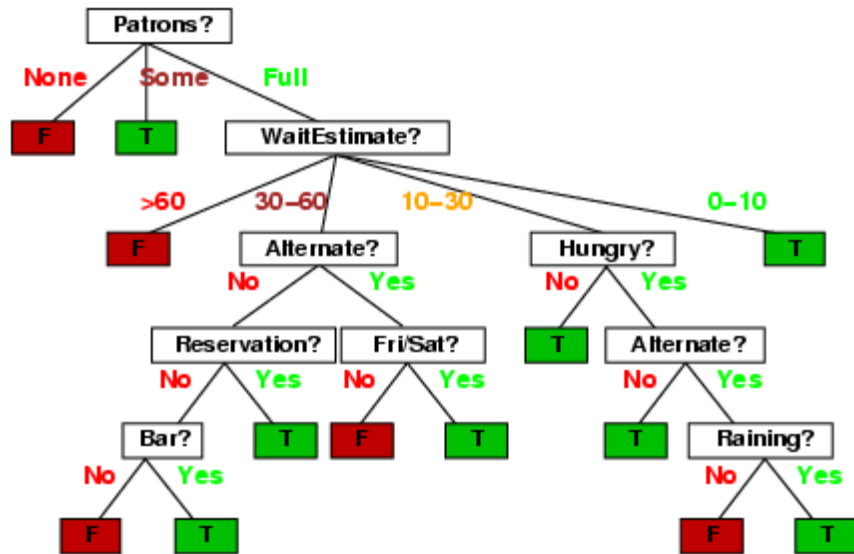 Patrons?
None Some Full
F T WaitEstimate?
>60 30–60 10–30 0–10
F Alternate? Hungry? T
No Yes No Yes
Reservation? Fri/Sat? T Alternate?
No Yes No Yes No Yes
Bar? T F T T Raining?
No Yes No Yes
F T F T